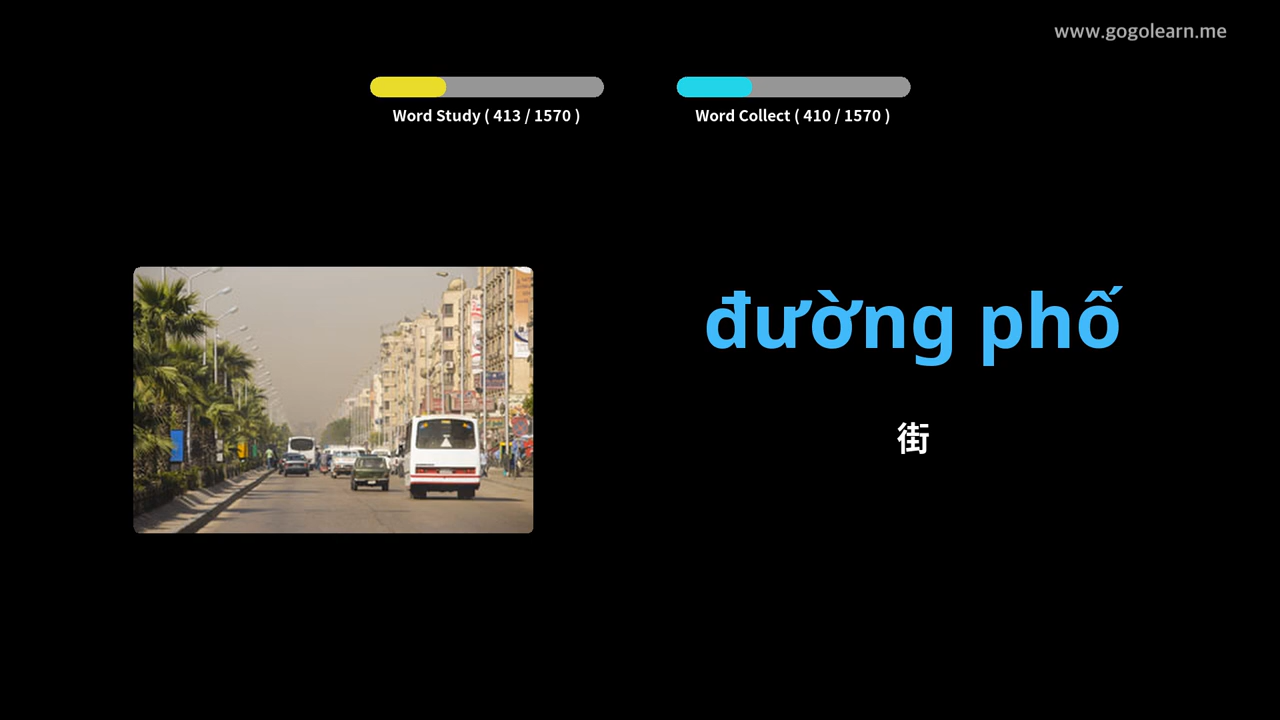 www.gogolearn.me
Word Study ( 413 / 1570 )
Word Collect ( 410 / 1570 )
đường phố
街